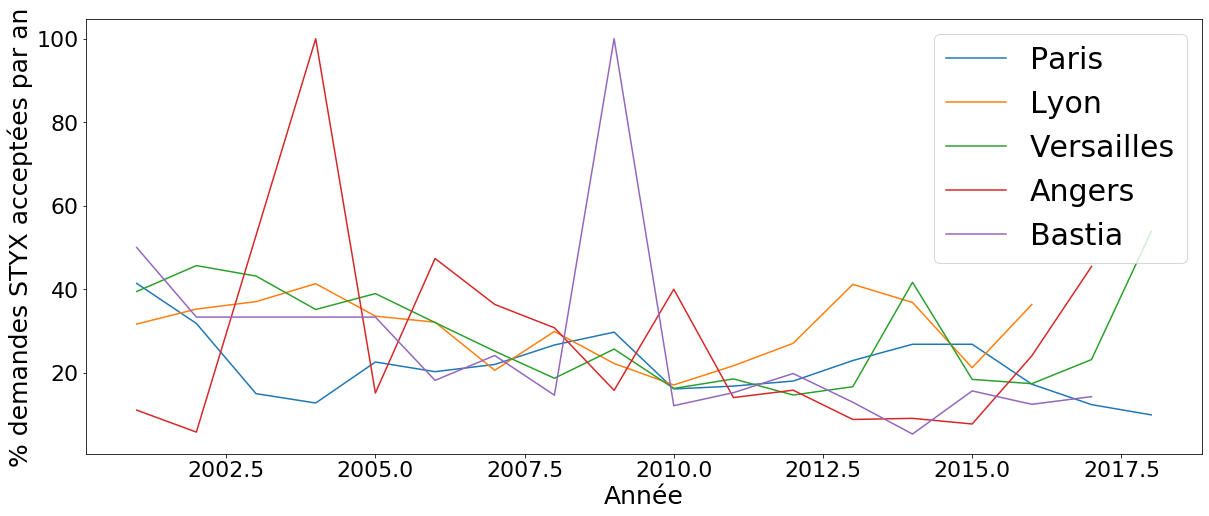 % demandes STYX acceptées par an
100
80
60
40
20
Paris
Lyon
Versailles
Angers
Bastia
2002.5 2005.0 2007.5 2010.0 2012.5 2015.0 2017.5
Année